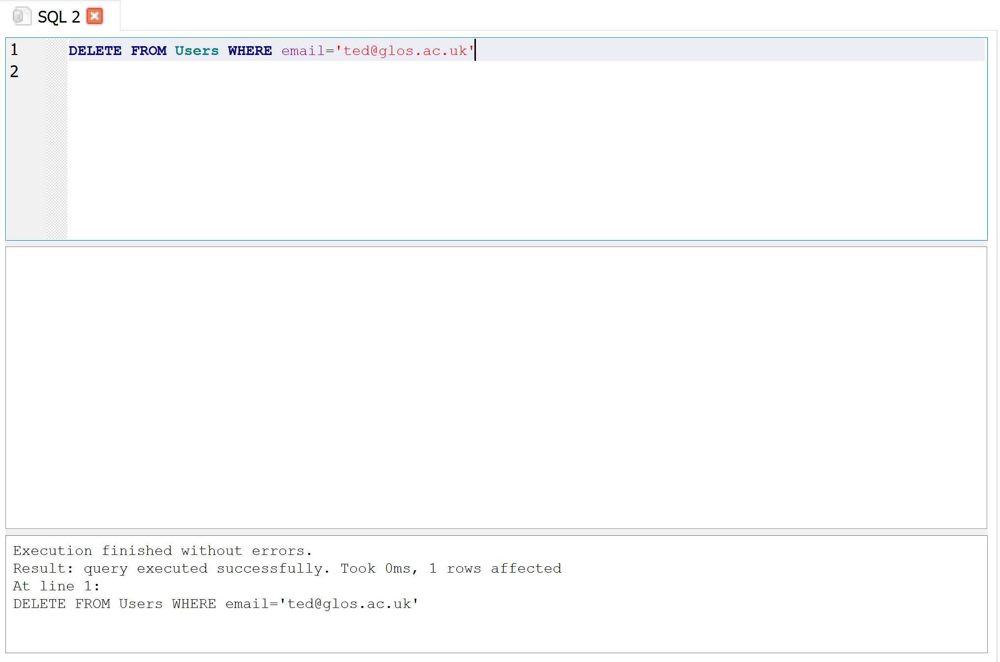 SQL 2
1 DELETE FROM Users WHERE email='ted@glos.ac.uk'
2
Execution finished without errors.
Result: query executed successfully. Took 0ms, 1 rows affected
At line 1:
DELETE FROM Users WHERE email='ted@glos.ac.uk'